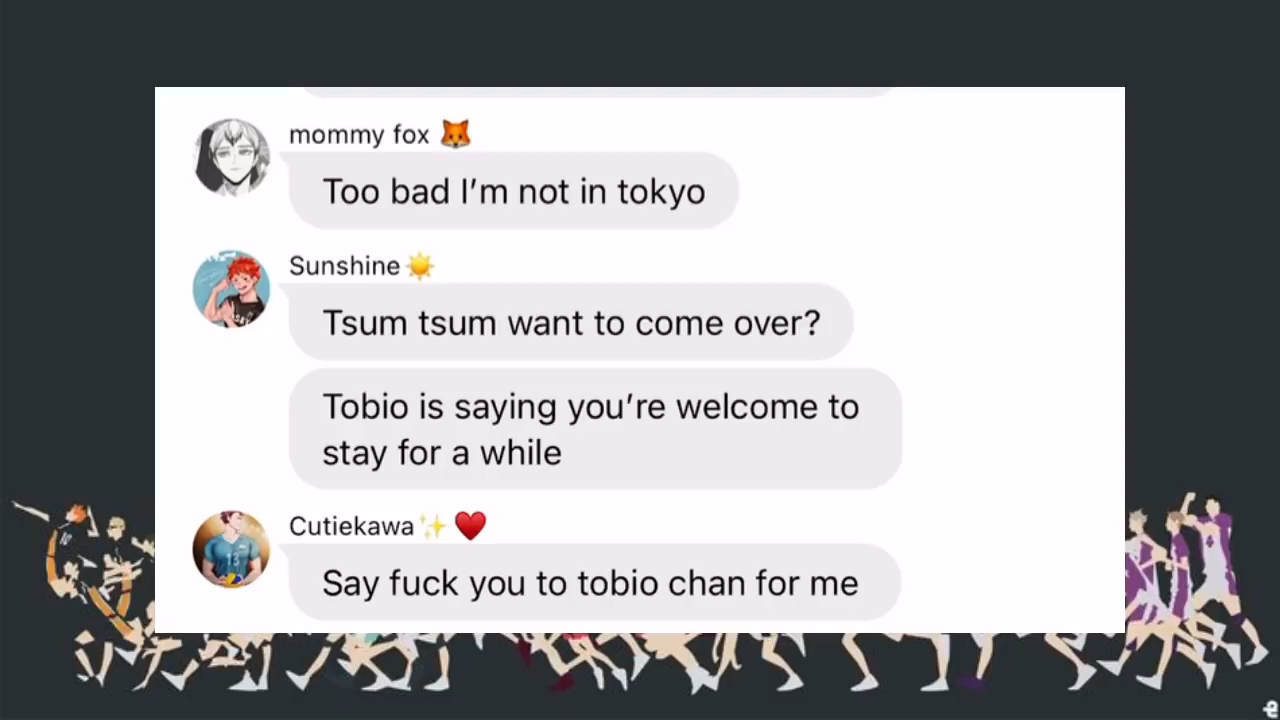 mommy fox 🦊
Too bad I’m not in tokyo
Sunshine☀️
Tsum tsum want to come over?
Tobio is saying you’re welcome to
stay for a while
Cutiekawa✨♥️
Say fuck you to tobio chan for me